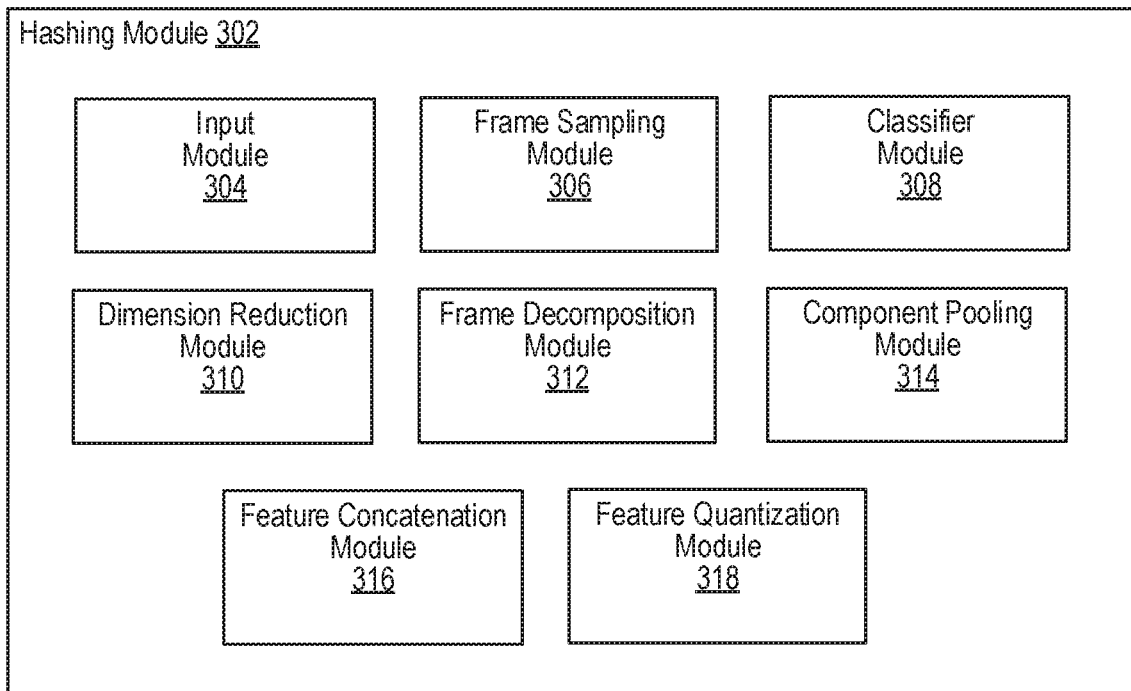 Hashing Module 302
Input
Module
304
Frame Sampling
Module
306
Classifier
Module
308
Dimension Reduction
Module
310
Frame Decomposition
Module
312
Component Pooling
Module
314
Feature Concatenation
Module
316
Feature Quantization
Module
318